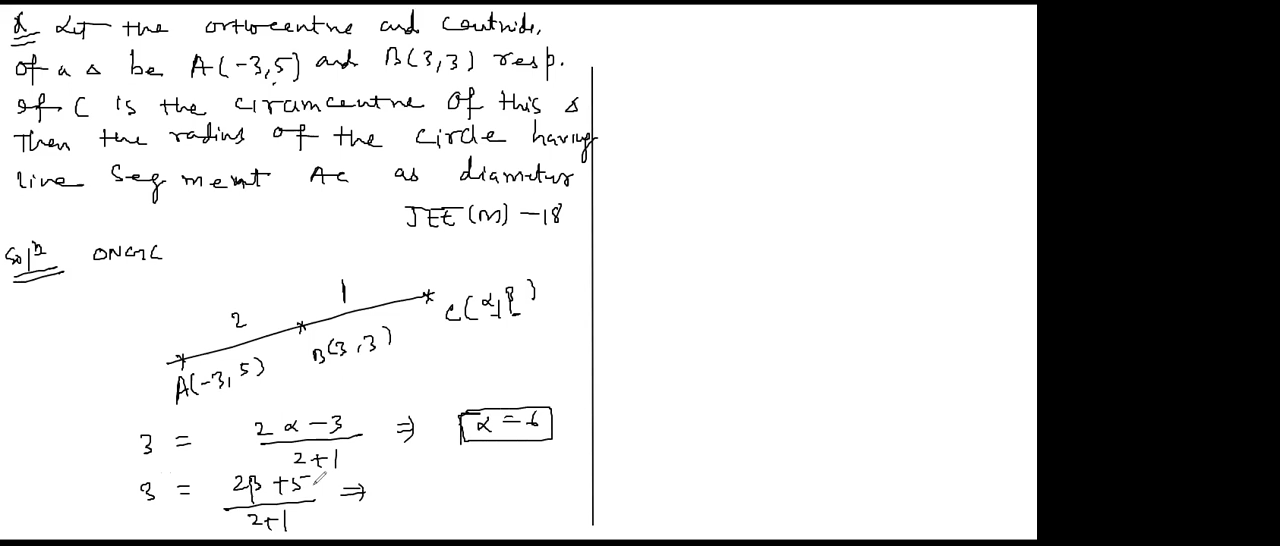 Q Let the orthocentre and centroid,
of a Δ be A(-3,5) and B(3,3) resp.
If C is the circumcentre of this Δ
Then the radius of the circle having
line segment AC as diameter
JEE(M) -18
Solⁿ ONGC
2 1
A(-3,5) B(3,3) C(α,β)
3 = (2α-3)/(2+1) ⇒ α = 6
3 = (2β+5)/(2+1) ⇒